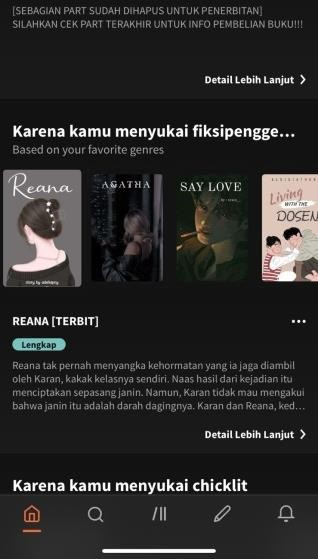 [SEBAGIAN PART SUDAH DIHAPUS UNTUK PENERBITAN]
SILAHKAN CEK PART TERAKHIR UNTUK INFO PEMBELIAN BUKU!!!
Detail Lebih Lanjut
Karena kamu menyukai fiksipengge...
Based on your favorite genres
Reana
AGATHA
SAY LOVE
Living
WITH THE
DOSEN
REANA [TERBIT]
Lengkap
Reana tak pernah menyangka kehormatan yang ia jaga diambil
oleh Karan, kakak kelasnya sendiri. Naas hasil dari kejadian itu
menciptakan sepasang janin. Namun, Karan tidak mau mengakui
bahwa janin itu adalah darah dagingnya. Karan dan Reana, ked...
Detail Lebih Lanjut
Karena kamu menyukai chicklit